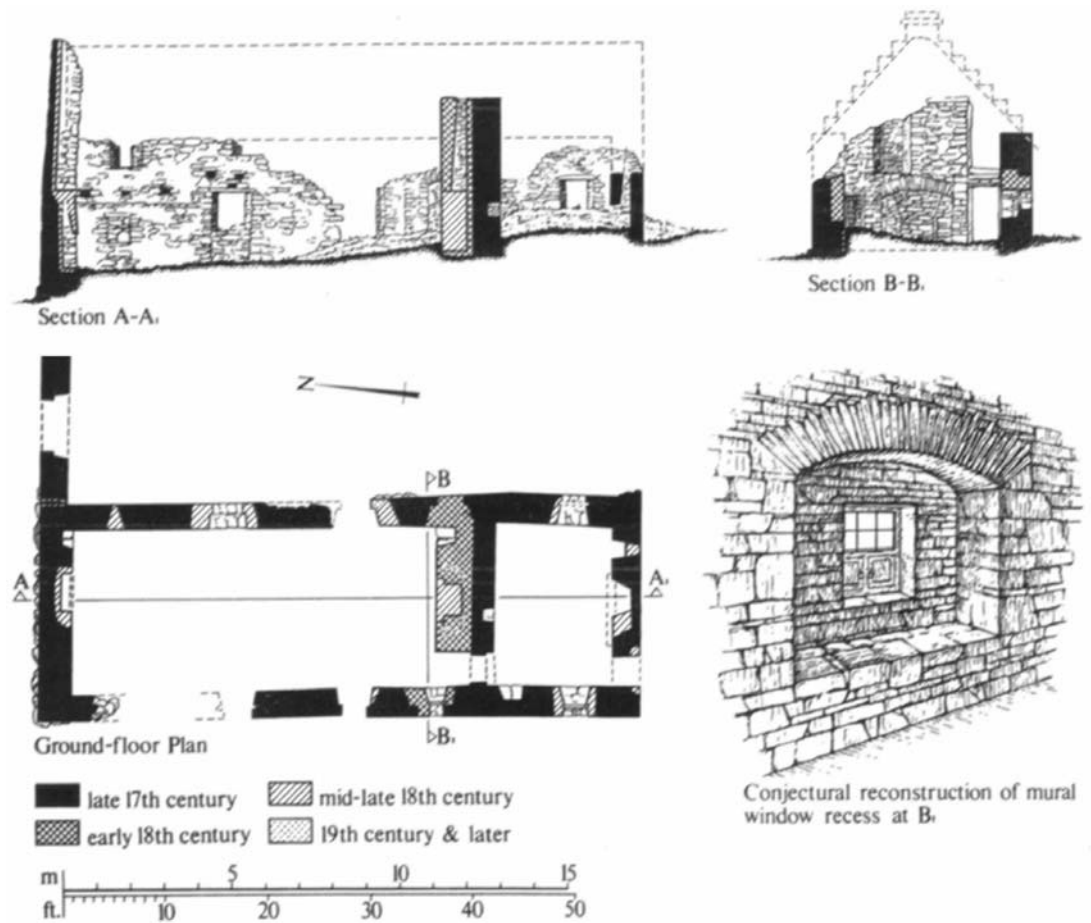 Section A-A₁
Section B-B₁
N
B
A
A₁
B₁
Ground-floor Plan
late 17th century
mid-late 18th century
early 18th century
19th century & later
Conjectural reconstruction of mural
window recess at B₁
m 5 10 15
ft. 10 20 30 40 50